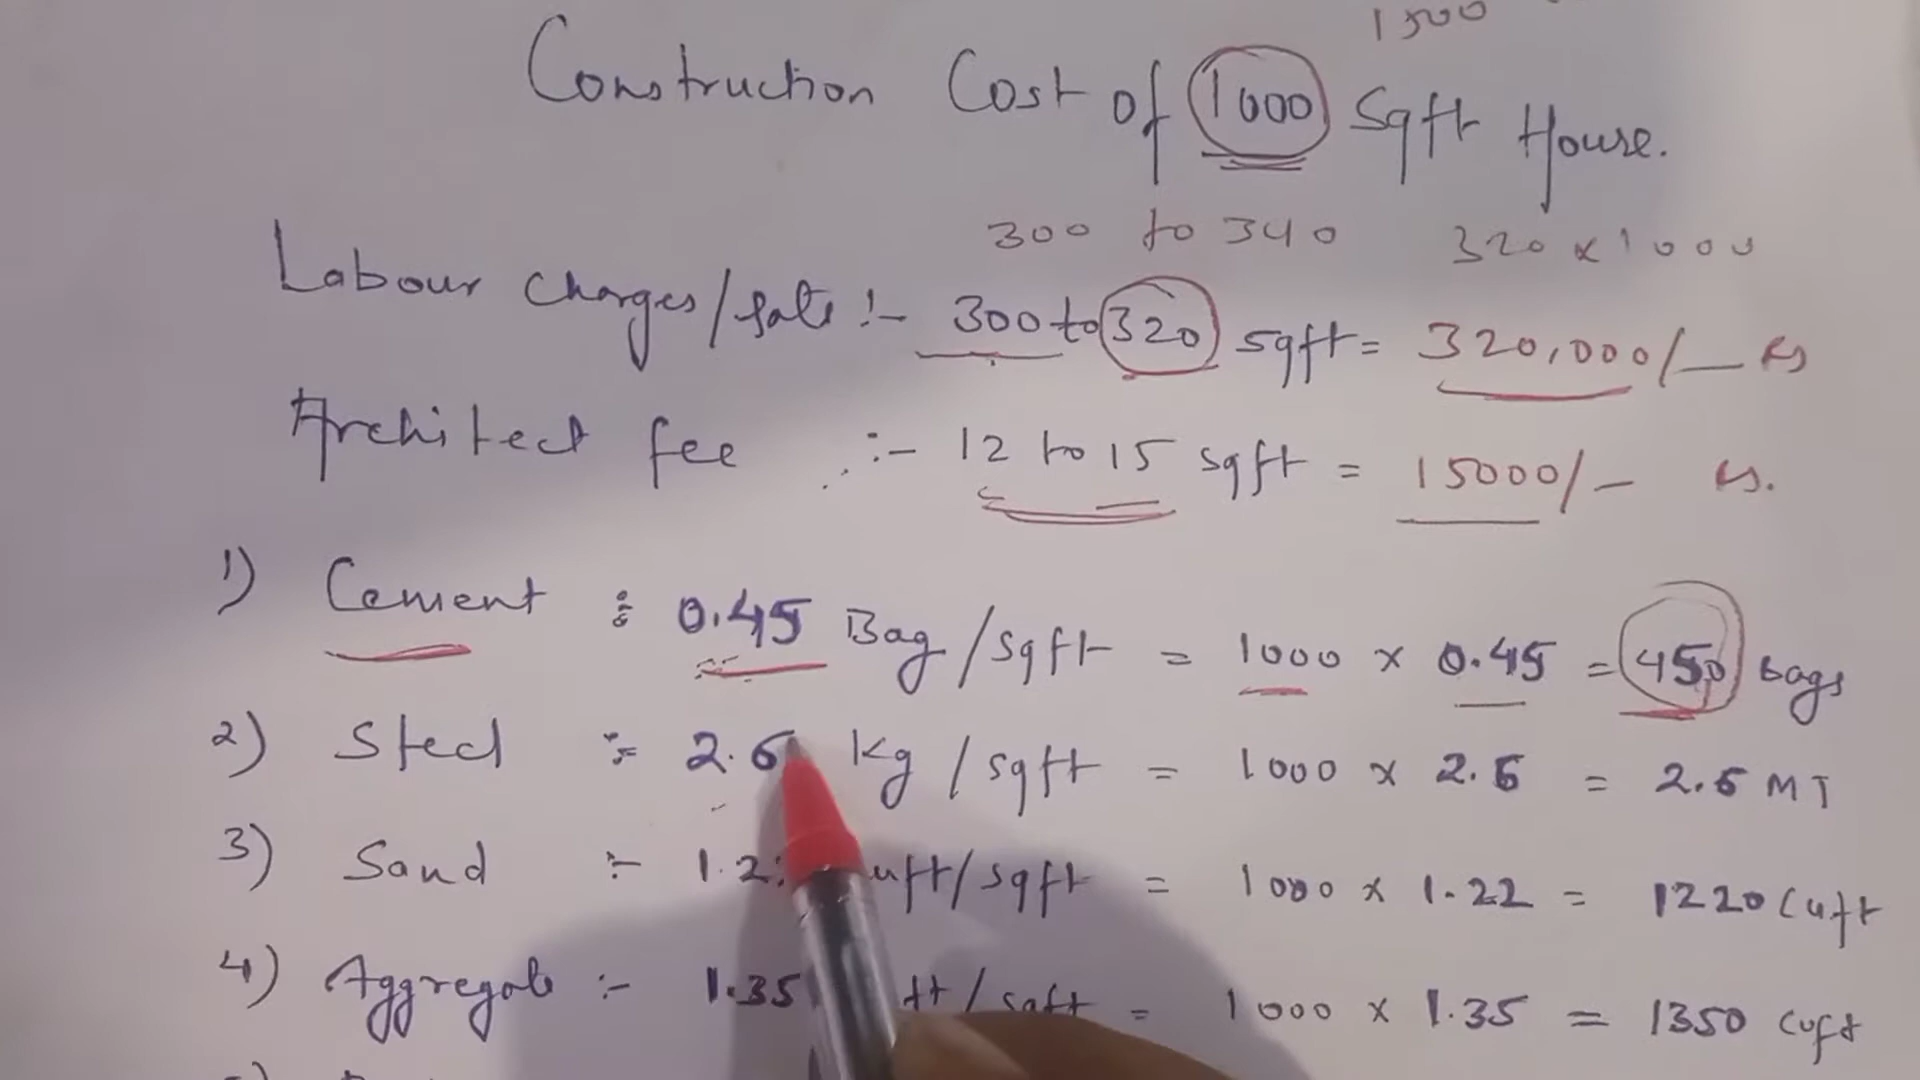 1500
Construction Cost of 1000 Sqft House.
300 to 340 320 x 1000
Labour Charges/rate :- 300 to 320 sqft = 320,000/- Rs
Architect fee :- 12 to 15 sqft = 15000/- Rs.
1) Cement : 0.45 Bag/sqft = 1000 x 0.45 = 450 Bags
2) Steel :- 2.6 Kg/sqft = 1000 x 2.6 = 2.6 MT
3) Sand :- 1.2 cuft/sqft = 1000 x 1.22 = 1220 Cuft
4) Aggregate :- 1.35 /sqft = 1000 x 1.35 = 1350 cuft